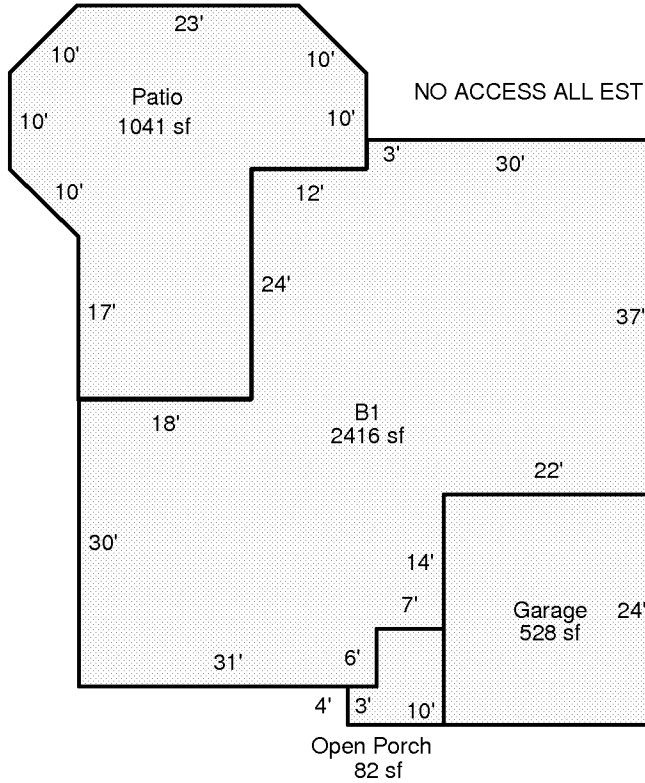 23'
10'
10'
Patio
1041 sf
10'
10'
NO ACCESS ALL EST
3'
30'
12'
10'
24'
17'
37'
18'
B1
2416 sf
22'
30'
14'
7'
Garage
528 sf
24'
31'
6'
4'
3'
10'
Open Porch
82 sf